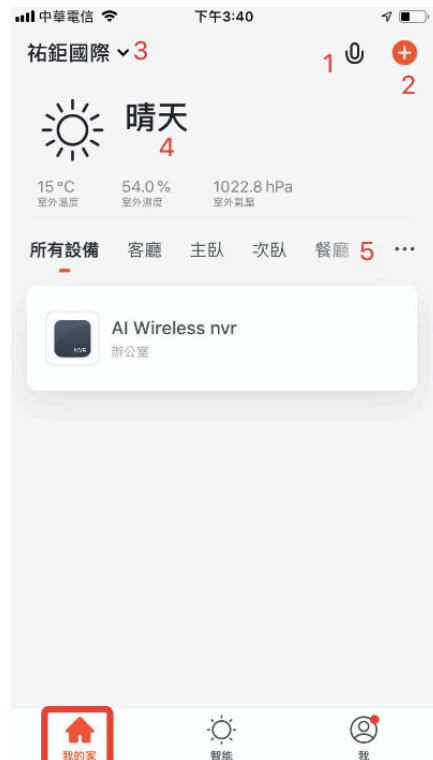 中華電信 下午3:40
祐鉅國際 3 1
2
晴天
4
15 °C 54.0 % 1022.8 hPa
室外溫度 室外濕度 室外氣壓
所有設備 客廳 主臥 次臥 餐廳 5 •••
AI Wireless nvr
NVR 辦公室
我的家 智能 我